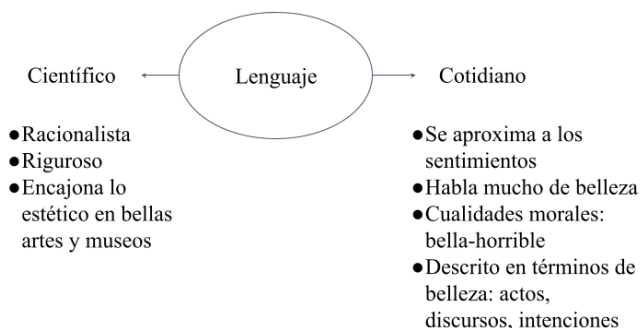 Lenguaje
Científico
●Racionalista
●Riguroso
●Encajona lo
estético en bellas
artes y museos
Cotidiano
●Se aproxima a los
sentimientos
●Habla mucho de belleza
●Cualidades morales:
bella-horrible
●Descrito en términos de
belleza: actos,
discursos, intenciones